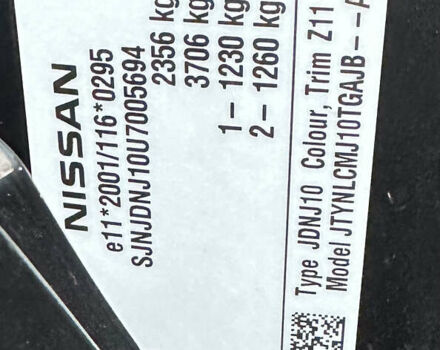 NISSAN
e11*2001/116*0295
SJNJDNJ10U7005694
2356 kg
3706 kg
1– 1230 kg
2– 1260 kg
Type JDNJ10 Colour, Trim Z11
Model JTYNLCMJ10TGAJB--A